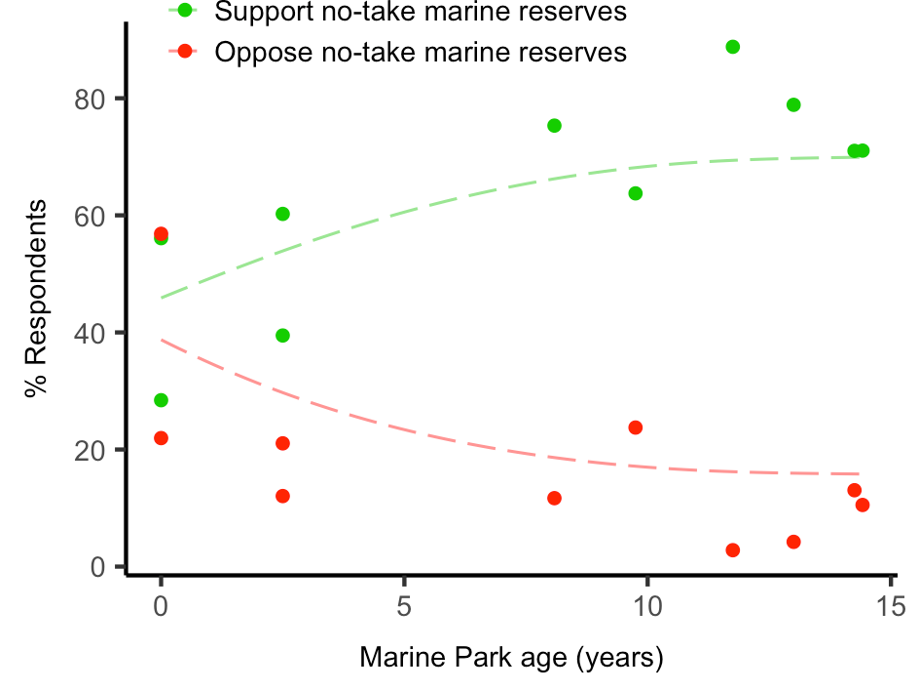 Support no-take marine reserves
Oppose no-take marine reserves
80
60
40
20
0
% Respondents
0 5 10 15
Marine Park age (years)